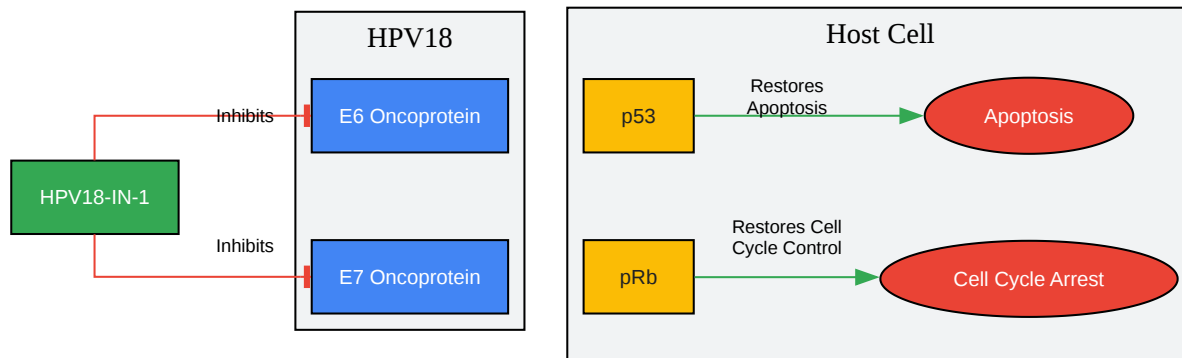 HPV18
Host Cell
Inhibits
E6 Oncoprotein
p53
Restores
Apoptosis
Apoptosis
HPV18-IN-1
Inhibits
E7 Oncoprotein
pRb
Restores Cell
Cycle Control
Cell Cycle Arrest